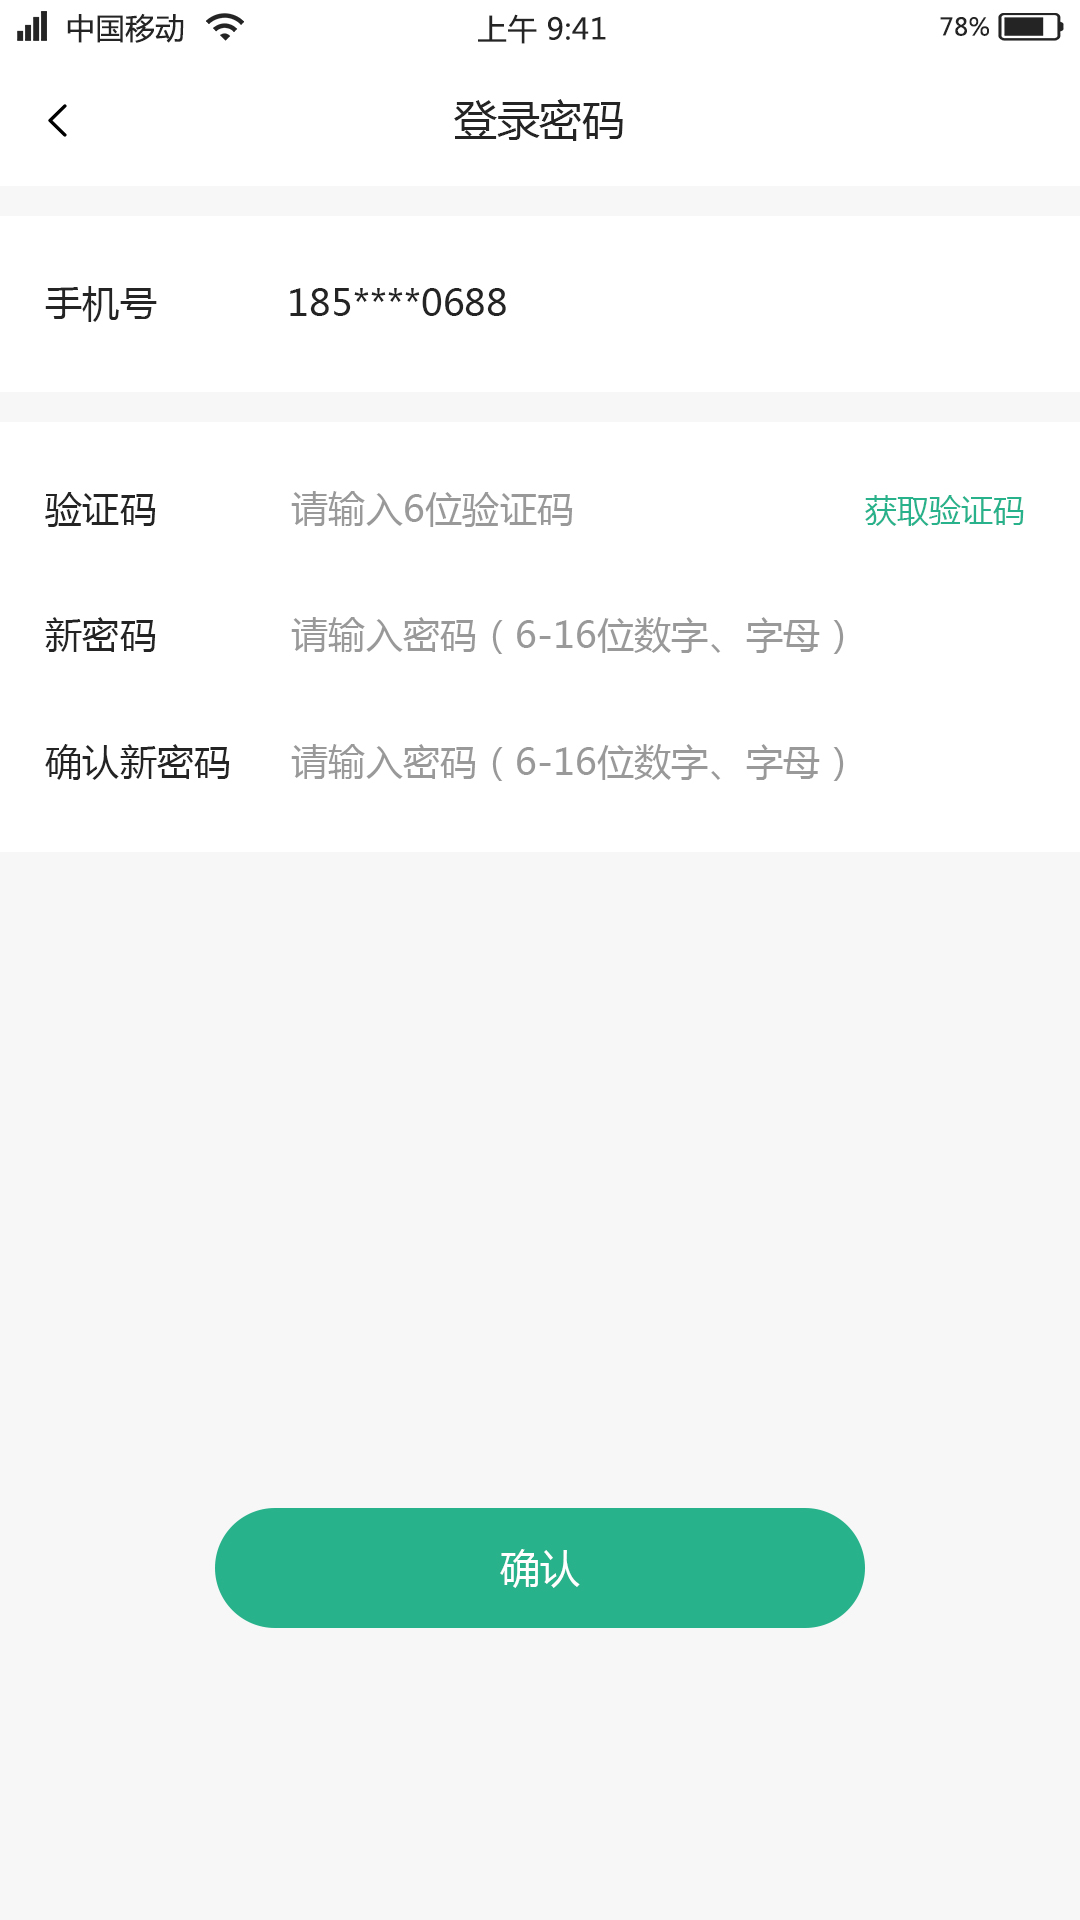 中国移动 上午 9:41 78%
登录密码
手机号 185****0688
验证码 请输入6位验证码 获取验证码
新密码 请输入密码（6-16位数字、字母）
确认新密码 请输入密码（6-16位数字、字母）
确认